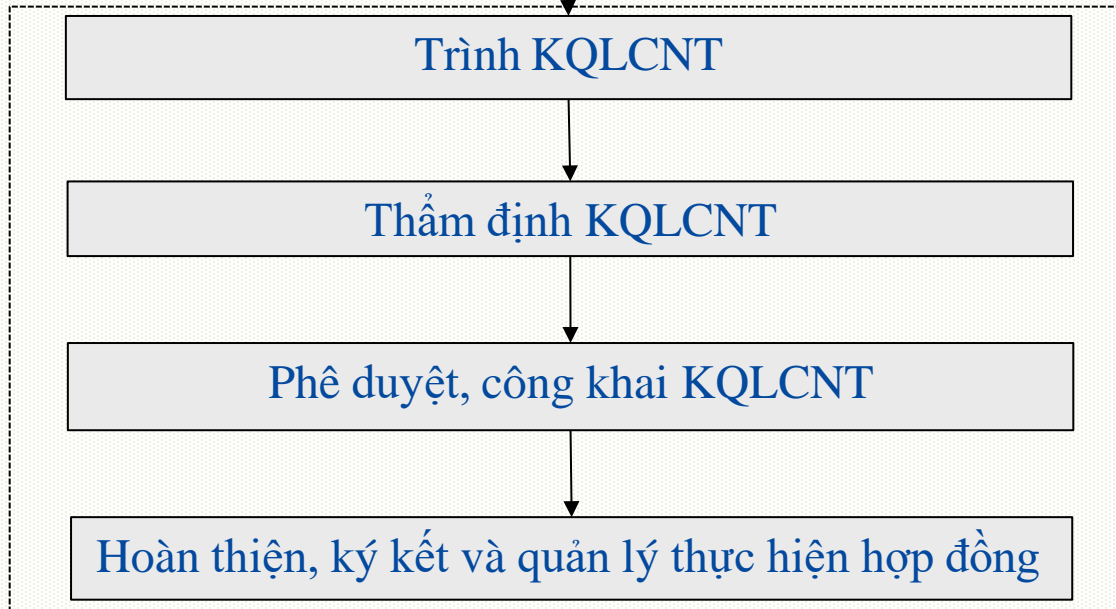 Trình KQLCNT
Thẩm định KQLCNT
Phê duyệt, công khai KQLCNT
Hoàn thiện, ký kết và quản lý thực hiện hợp đồng